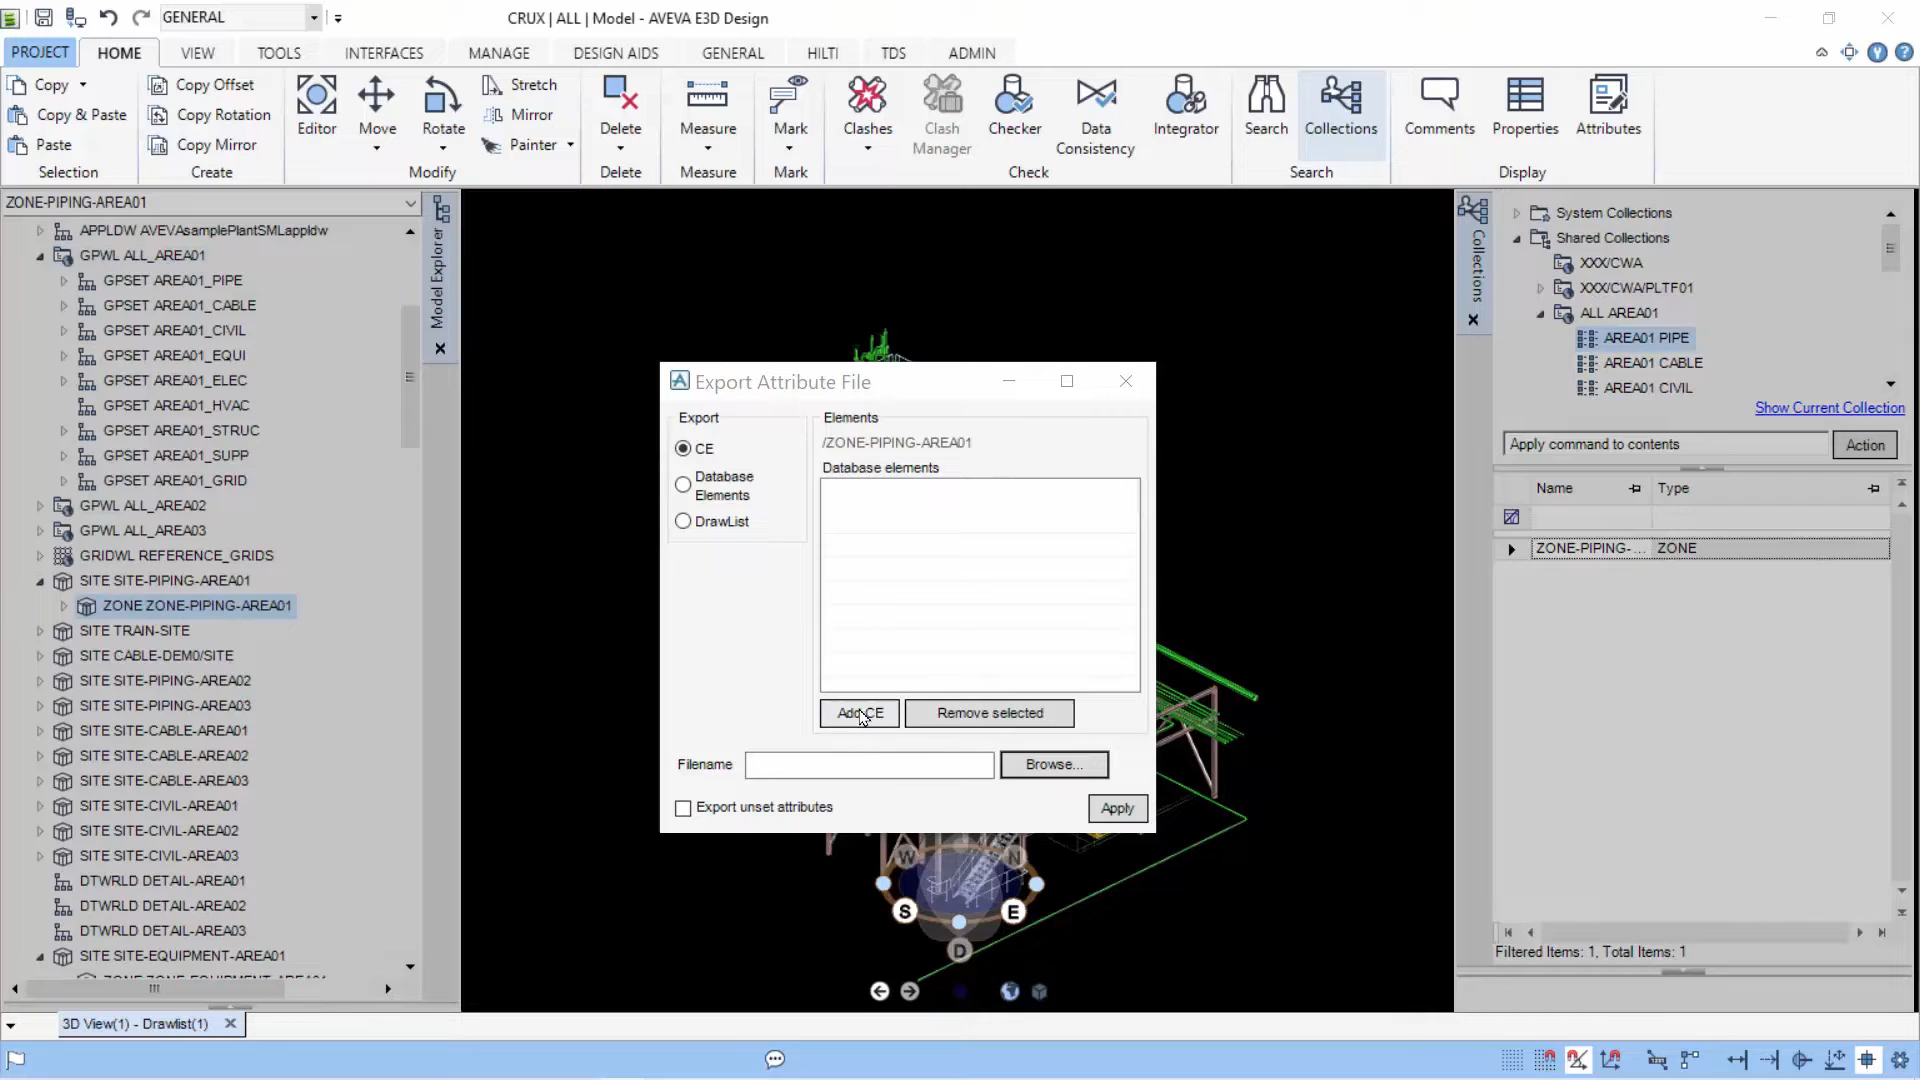 GENERAL
CRUX | ALL | Model - AVEVA E3D Design
PROJECT
HOME
VIEW
TOOLS
INTERFACES
MANAGE
DESIGN AIDS
GENERAL
HILTI
TDS
ADMIN
Copy
Copy & Paste
Paste
Selection
Copy Offset
Copy Rotation
Copy Mirror
Create
Editor
Move
Rotate
Stretch
Mirror
Painter
Modify
Delete
Delete
Measure
Measure
Mark
Mark
Clashes
Clash
Manager
Checker
Data
Consistency
Integrator
Check
Search
Collections
Search
Comments
Properties
Attributes
Display
ZONE-PIPING-AREA01
APPLDW AVEVAsamplePlantSMLappldw
GPWL ALL_AREA01
GPSET AREA01_PIPE
GPSET AREA01_CABLE
GPSET AREA01_CIVIL
GPSET AREA01_EQUI
GPSET AREA01_ELEC
GPSET AREA01_HVAC
GPSET AREA01_STRUC
GPSET AREA01_SUPP
GPSET AREA01_GRID
GPWL ALL_AREA02
GPWL ALL_AREA03
GRIDWL REFERENCE_GRIDS
SITE SITE-PIPING-AREA01
ZONE ZONE-PIPING-AREA01
SITE TRAIN-SITE
SITE CABLE-DEM0/SITE
SITE SITE-PIPING-AREA02
SITE SITE-PIPING-AREA03
SITE SITE-CABLE-AREA01
SITE SITE-CABLE-AREA02
SITE SITE-CABLE-AREA03
SITE SITE-CIVIL-AREA01
SITE SITE-CIVIL-AREA02
SITE SITE-CIVIL-AREA03
DTWRLD DETAIL-AREA01
DTWRLD DETAIL-AREA02
DTWRLD DETAIL-AREA03
SITE SITE-EQUIPMENT-AREA01
ZONE ZONE-EQUIPMENT-AREA01
Model Explorer
Export Attribute File
Export
CE
Database
Elements
DrawList
Elements
/ZONE-PIPING-AREA01
Database elements
Add CE
Remove selected
Filename
Browse...
Export unset attributes
Apply
W
N
S
E
D
Collections
System Collections
Shared Collections
XXX/CWA
XXX/CWA/PLTF01
ALL AREA01
AREA01 PIPE
AREA01 CABLE
AREA01 CIVIL
Show Current Collection
Apply command to contents
Action
Name
Type
ZONE-PIPING-...
ZONE
Filtered Items: 1, Total Items: 1
3D View(1) - Drawlist(1)